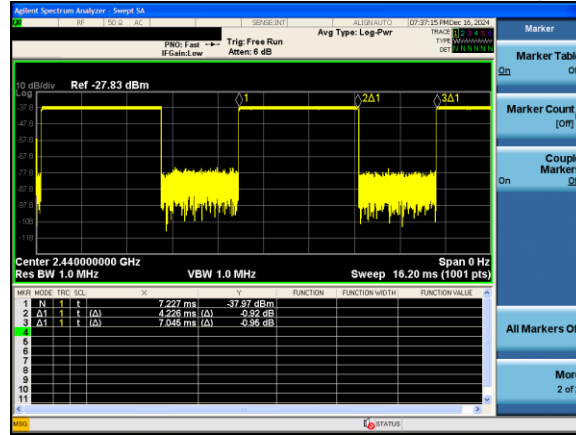 Agilent Spectrum Analyzer - Swept SA
RF 50 Ω AC SENSE:INT ALIGNAUTO 07:37:15 PM Dec 16, 2024
PNO: Fast
IFGain:Low
Trig: Free Run
Atten: 6 dB
Avg Type: Log-Pwr
TRACE 1 2 3 4 5 6
TYPE
DET N N N N N N
Marker
Marker Tabl
On
Marker Count
[Off]
Coupl
Marker
On
All Markers O
More
2 of
10 dB/div Ref -27.83 dBm
Log
1 2Δ1 3Δ1
-37.8
-47.8
-57.8
-67.8
-77.8
-87.8
-97.8
-108
-118
Center 2.440000000 GHz Span 0 Hz
Res BW 1.0 MHz VBW 1.0 MHz Sweep 16.20 ms (1001 pts)
MKR MODE TRC SCL X Y FUNCTION FUNCTION WIDTH FUNCTION VALUE
1 N 1 t 7.227 ms -37.97 dBm
2 Δ1 1 t (Δ) 4.226 ms (Δ) -0.92 dB
3 Δ1 1 t (Δ) 7.045 ms (Δ) -0.95 dB
4
5
6
7
8
9
10
11
MSG STATUS